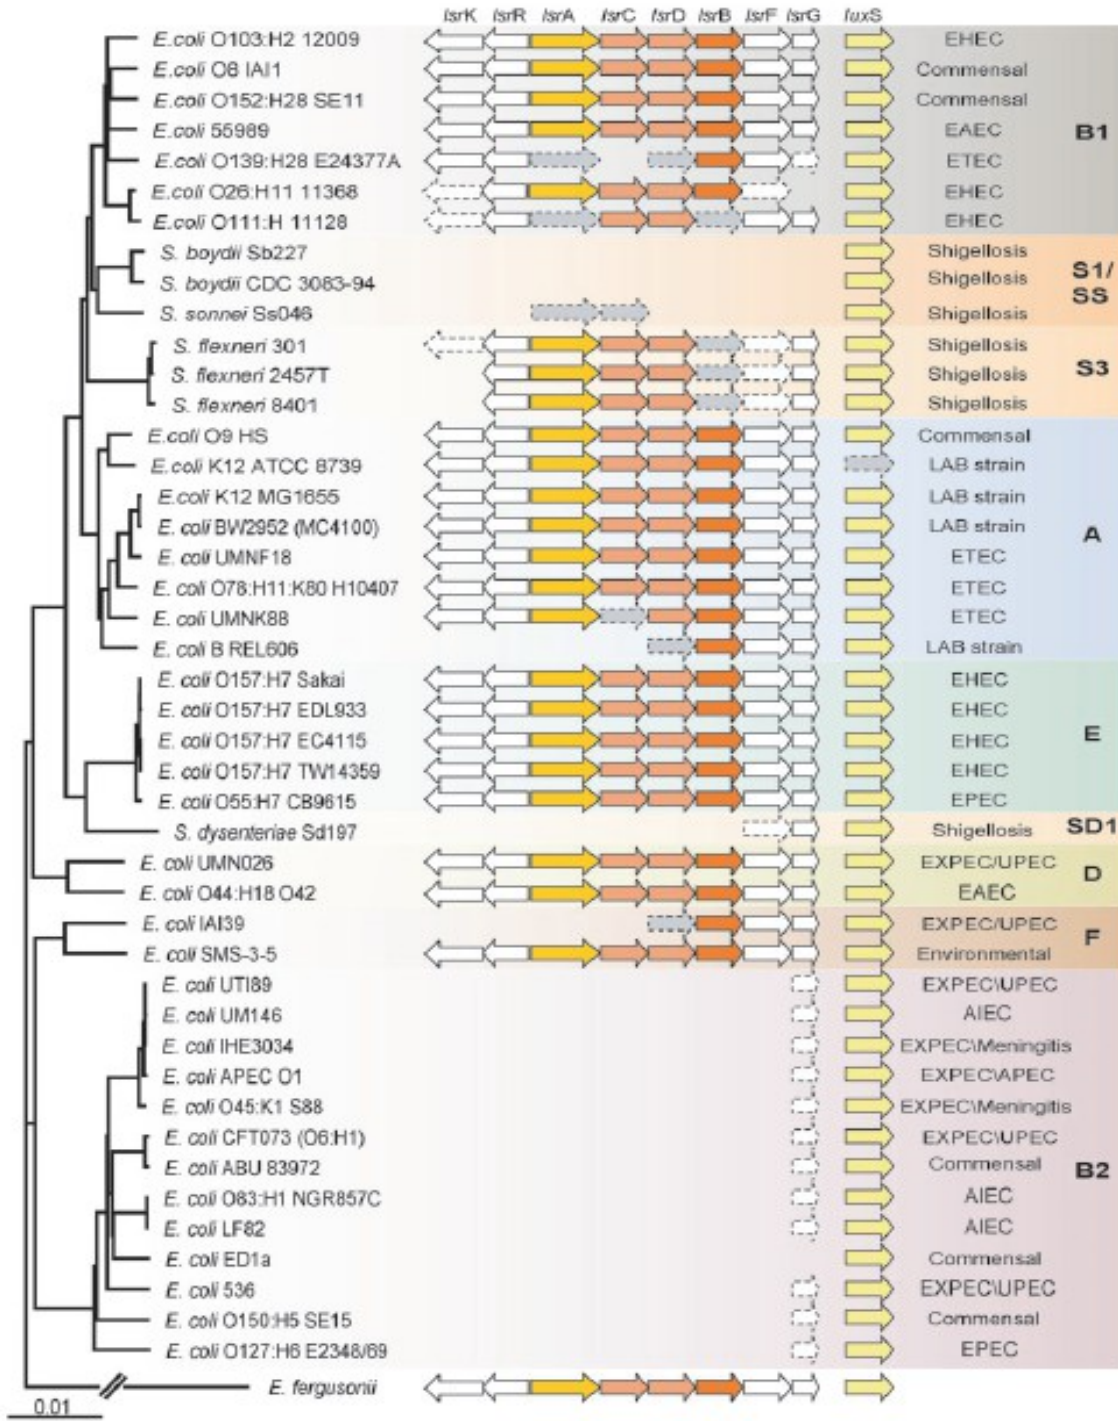 lsrK lsrR lsrA lsrC lsrD lsrB lsrF lsrG luxS
E.coli O103:H2 12009 EHEC
E.coli O8 IAI1 Commensal
E.coli O152:H28 SE11 Commensal
E.coli 55989 EAEC B1
E.coli O139:H28 E24377A ETEC
E.coli O26:H11 11368 EHEC
E.coli O111:H 11128 EHEC
S. boydii Sb227 Shigellosis
S. boydii CDC 3083-94 Shigellosis S1/
SS
S. sonnei Ss046 Shigellosis
S. flexneri 301 Shigellosis
S. flexneri 2457T Shigellosis S3
S. flexneri 8401 Shigellosis
E.coli O9 HS Commensal
E.coli K12 ATCC 8739 LAB strain
E.coli K12 MG1655 LAB strain
E. coli BW2952 (MC4100) LAB strain A
E. coli UMNF18 ETEC
E. coli O78:H11:K80 H10407 ETEC
E. coli UMNK88 ETEC
E. coli B REL606 LAB strain
E. coli O157:H7 Sakai EHEC
E. coli O157:H7 EDL933 EHEC
E. coli O157:H7 EC4115 EHEC E
E. coli O157:H7 TW14359 EHEC
E. coli O55:H7 CB9615 EPEC
S. dysenteriae Sd197 Shigellosis SD1
E. coli UMN026 EXPEC/UPEC D
E. coli O44:H18 O42 EAEC
E. coli IAI39 EXPEC/UPEC F
E. coli SMS-3-5 Environmental
E. coli UTI89 EXPEC\UPEC
E. coli UM146 AIEC
E. coli IHE3034 EXPEC\Meningitis
E. coli APEC O1 EXPEC\APEC
E. coli O45:K1 S88 EXPEC\Meningitis
E. coli CFT073 (O6:H1) EXPEC\UPEC
E. coli ABU 83972 Commensal B2
E. coli O83:H1 NGR857C AIEC
E. coli LF82 AIEC
E. coli ED1a Commensal
E. coli 536 EXPEC\UPEC
E. coli O150:H5 SE15 Commensal
E. coli O127:H6 E2348/69 EPEC
E. fergusonii
0.01